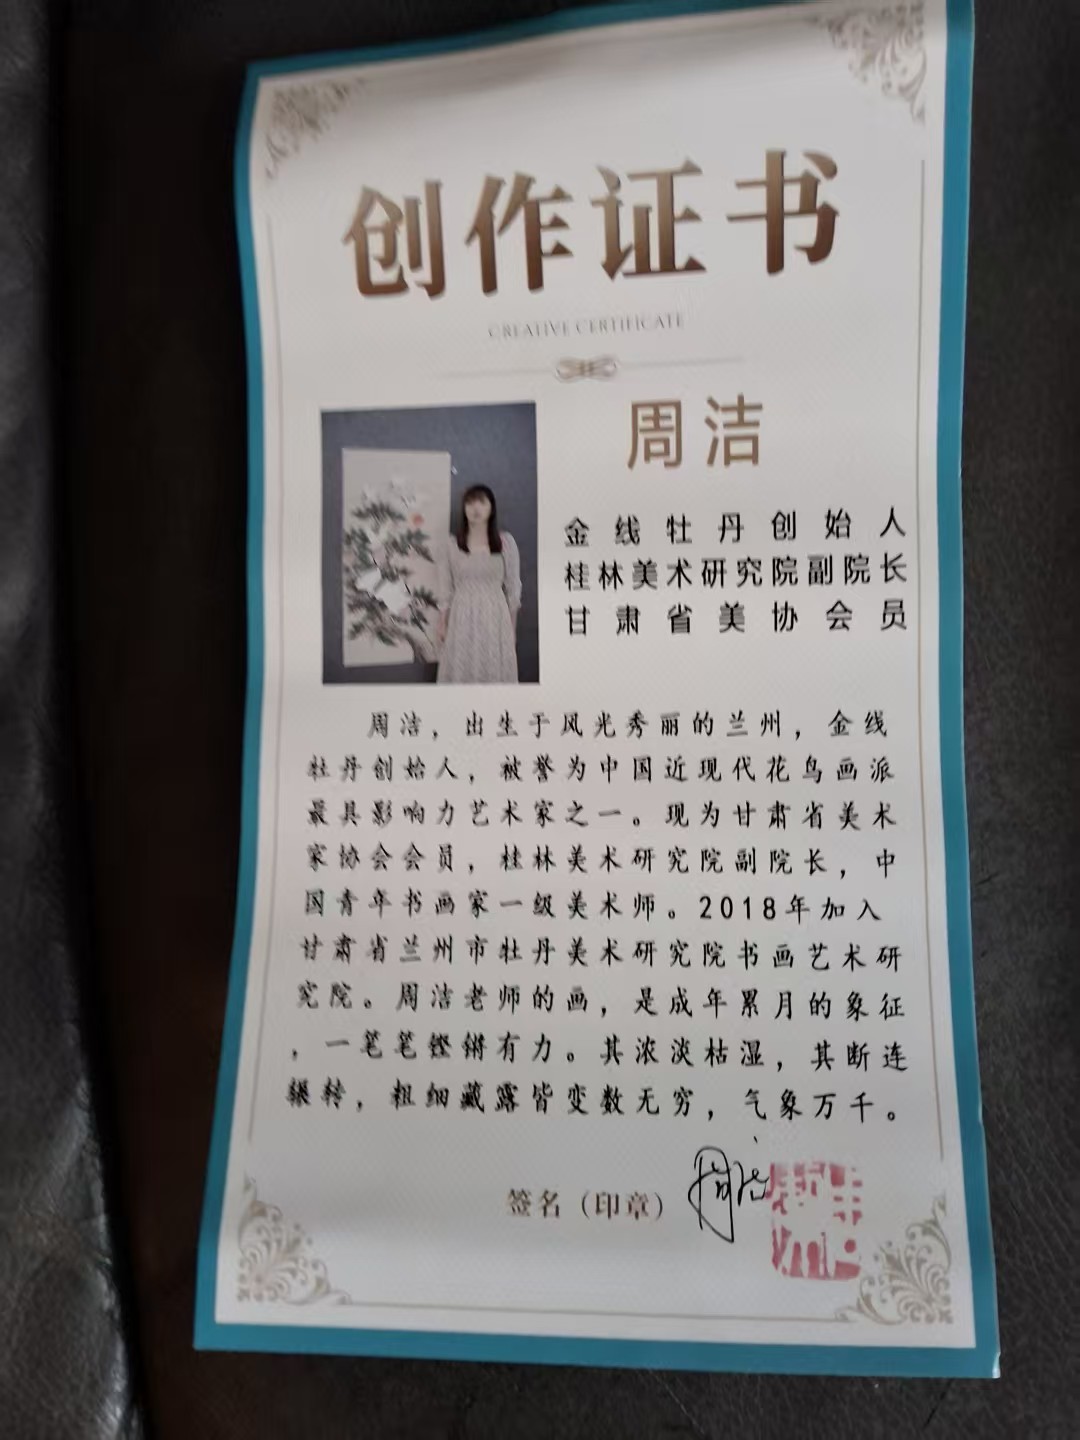 创作证书
CREATIVE CERTIFICATE
周洁
金线牡丹创始人
桂林美术研究院副院长
甘肃省美协会员
周洁，出生于风光秀丽的兰州，金线
牡丹创始人，被誉为中国近现代花鸟画派
最具影响力艺术家之一。现为甘肃省美术
家协会会员，桂林美术研究院副院长，中
国青年书画家一级美术师。2018年加入
甘肃省兰州市牡丹美术研究院书画艺术研
究院。周洁老师的画，是成年累月的象征
，一笔笔铿锵有力。其浓淡枯湿，其断连
辗转，粗细藏露皆变数无穷，气象万千。
签名（印章）周洁